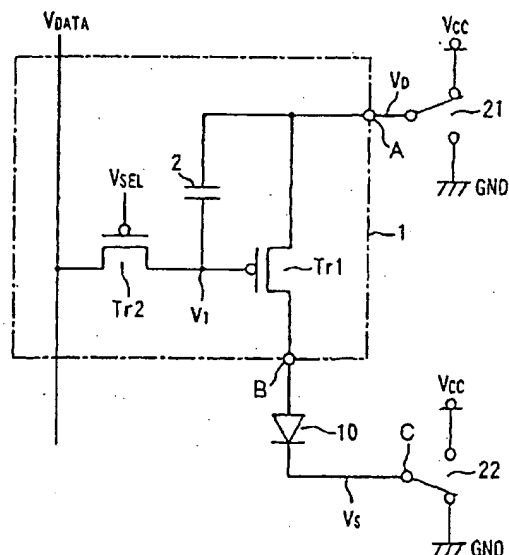 VDATA
VCC
VD
21
A
2
VSEL
GND
1
Tr1
Tr2
V1
B
VCC
10
C
22
VS
GND